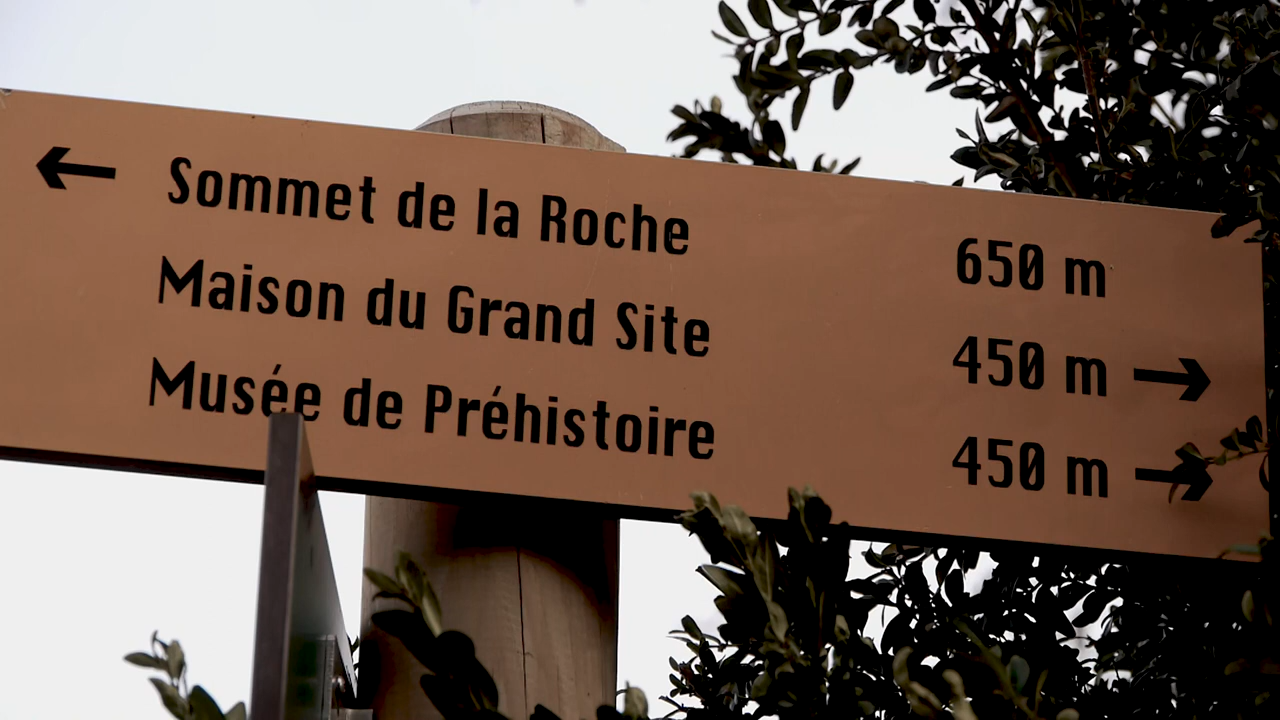 ← Sommet de la Roche 650 m
Maison du Grand Site 450 m →
Musée de Préhistoire 450 m →